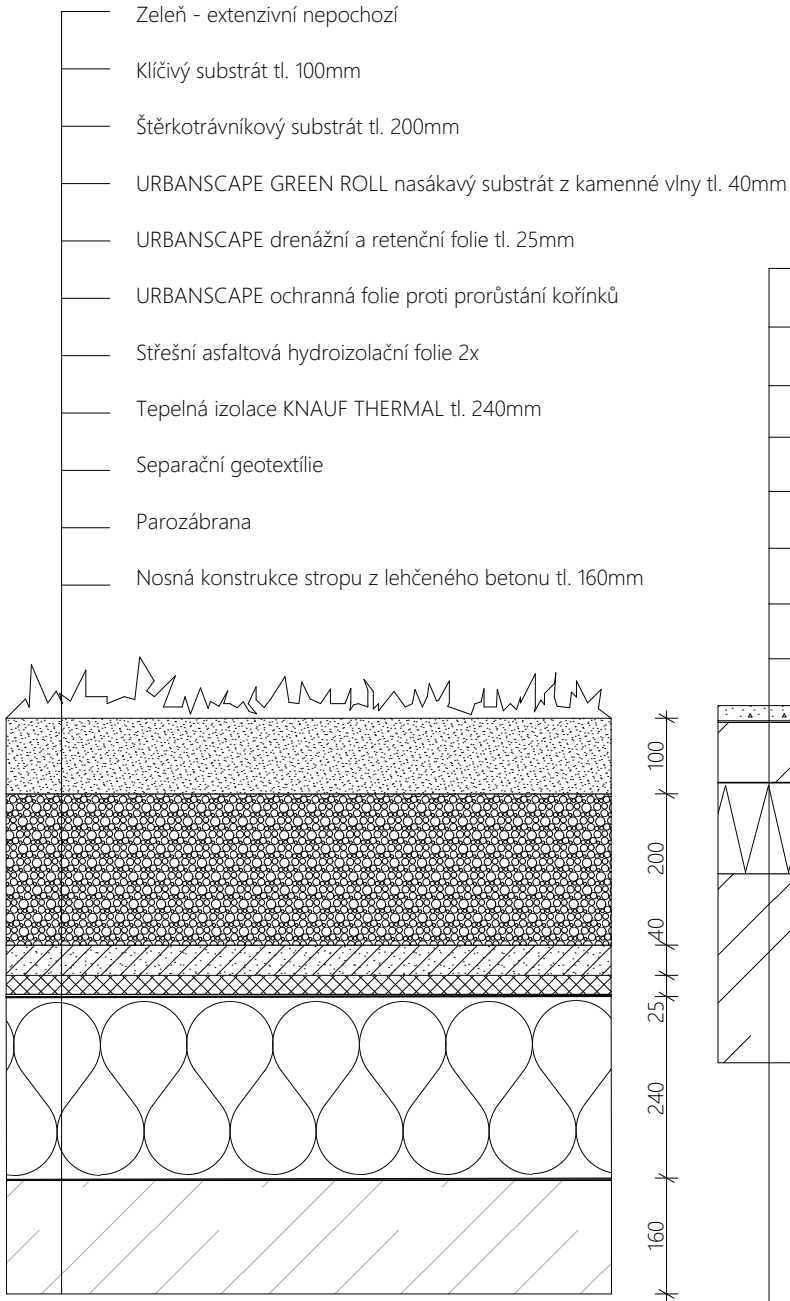 Zeleň - extenzivní nepochozí
Klíčivý substrát tl. 100mm
Štěrkotrávníkový substrát tl. 200mm
URBANSCAPE GREEN ROLL nasákavý substrát z kamenné vlny tl. 40mm
URBANSCAPE drenážní a retenční folie tl. 25mm
URBANSCAPE ochranná folie proti prorůstání kořínků
Střešní asfaltová hydroizolační folie 2x
Tepelná izolace KNAUF THERMAL tl. 240mm
Separační geotextílie
Parozábrana
Nosná konstrukce stropu z lehčeného betonu tl. 160mm
100
200
40
25
240
160